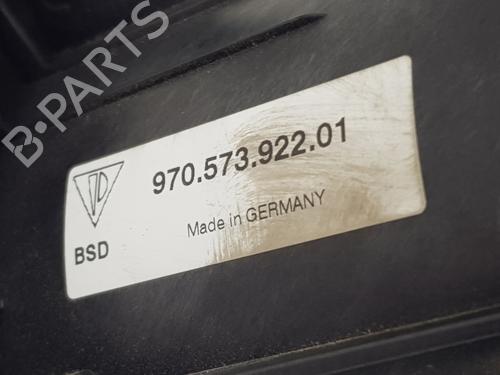 B-PARTS
970.573.922.01
BSD
Made in GERMANY